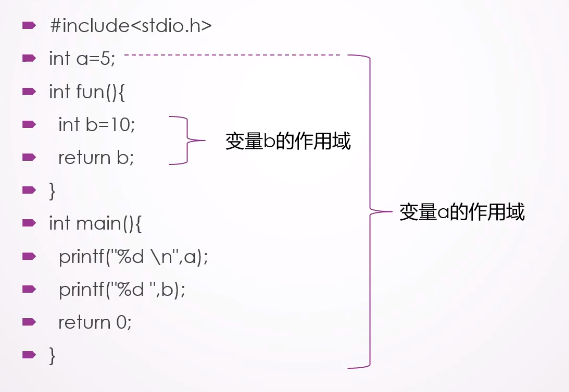 #include<stdio.h>
int a=5;
int fun(){
int b=10;
变量b的作用域
return b;
}
变量a的作用域
int main(){
printf("%d \n",a);
printf("%d ",b);
return 0;
}